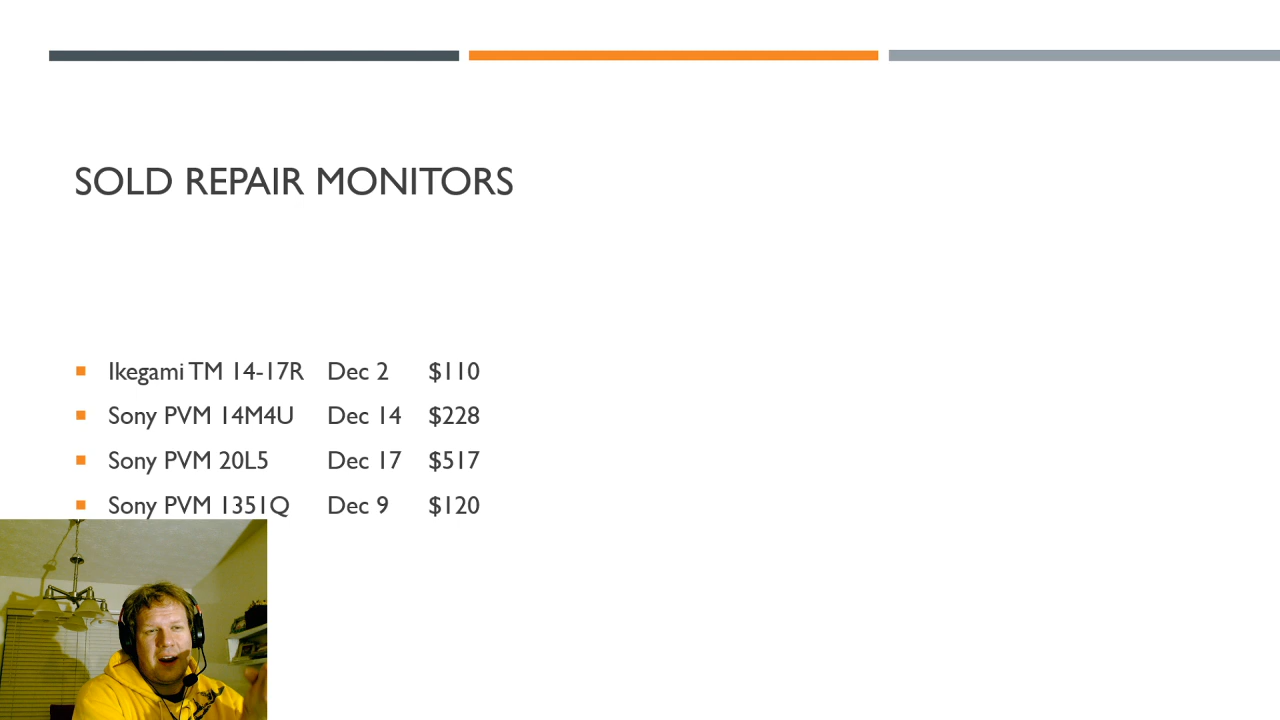 SOLD REPAIR MONITORS
Ikegami TM 14-17R Dec 2 $110
Sony PVM 14M4U Dec 14 $228
Sony PVM 20L5 Dec 17 $517
Sony PVM 1351Q Dec 9 $120